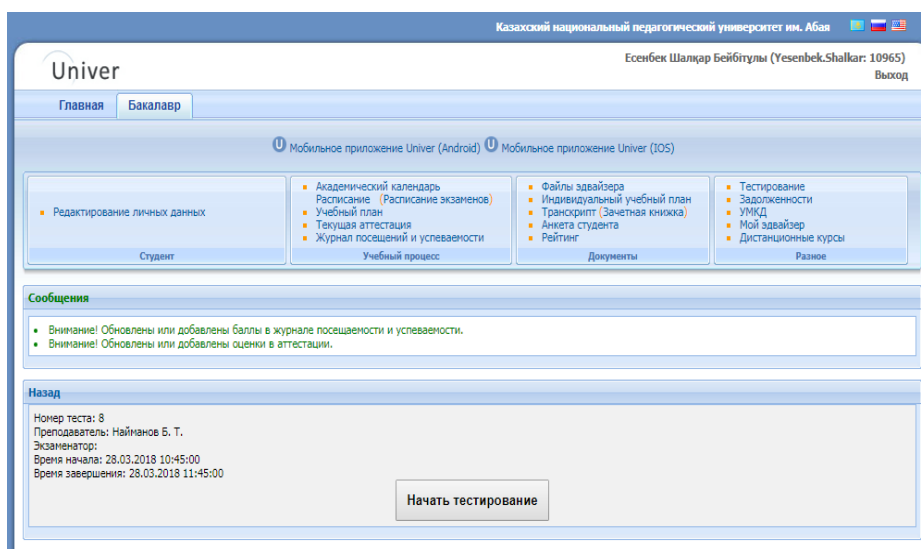 Казахский национальный педагогический университет им. Абая
Univer
Есенбек Шалқар Бейбітұлы (Yesenbek.Shalkar: 10965)
Выход
Главная
Бакалавр
U Мобильное приложение Univer (Android) U Мобильное приложение Univer (IOS)
Редактирование личных данных
Студент
Академический календарь
Расписание (Расписание экзаменов)
Учебный план
Текущая аттестация
Журнал посещений и успеваемости
Учебный процесс
Файлы эдвайзера
Индивидуальный учебный план
Транскрипт (Зачетная книжка)
Анкета студента
Рейтинг
Документы
Тестирование
Задолженности
УМКД
Мой эдвайзер
Дистанционные курсы
Разное
Сообщения
Внимание! Обновлены или добавлены баллы в журнале посещаемости и успеваемости.
Внимание! Обновлены или добавлены оценки в аттестации.
Назад
Номер теста: 8
Преподаватель: Найманов Б. Т.
Экзаменатор:
Время начала: 28.03.2018 10:45:00
Время завершения: 28.03.2018 11:45:00
Начать тестирование